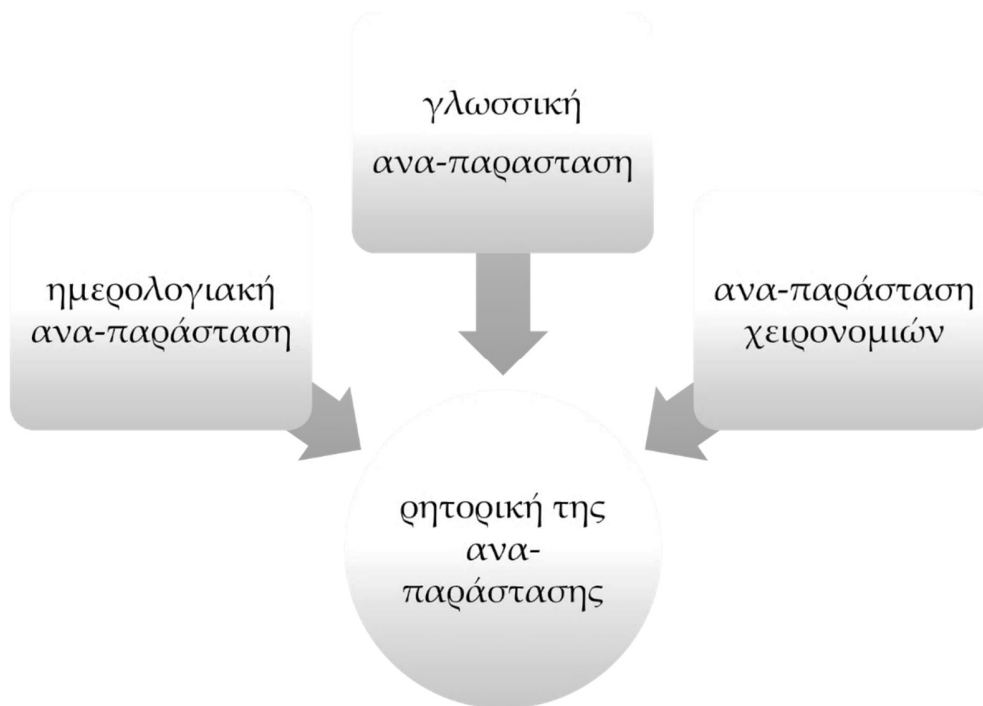 γλωσσική
ανα-παρασταση
ημερολογιακή
ανα-παράσταση
ανα-παράσταση
χειρονομιών
ρητορική της
ανα-
παράστασης